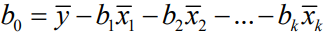 b₀ = y̅ − b₁x̅₁ − b₂x̅₂ − ... − bₖx̅ₖ